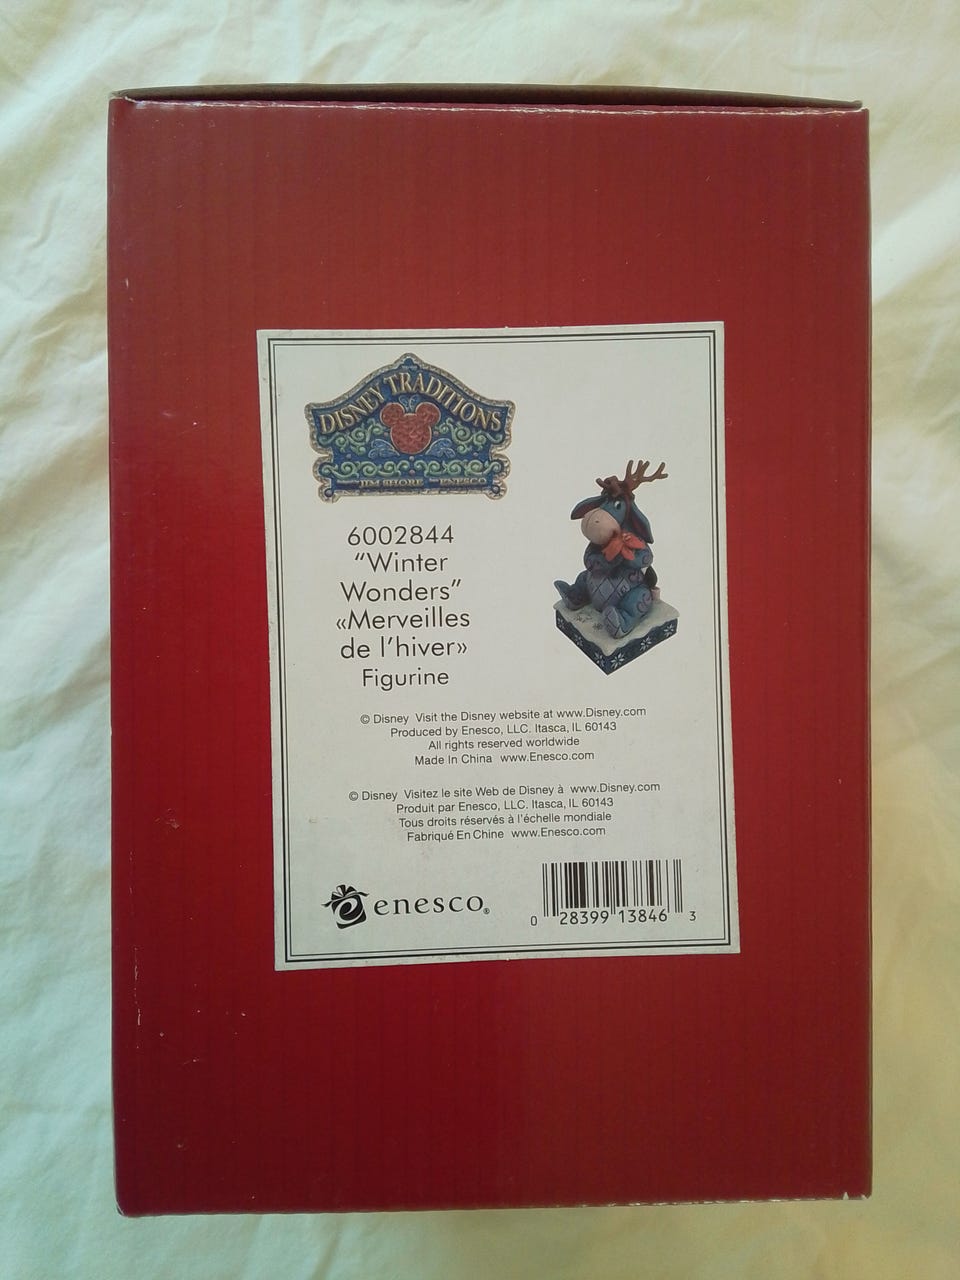 DISNEY TRADITIONS
JIM SHORE ENESCO
6002844
“Winter
Wonders”
«Merveilles
de l’hiver»
Figurine
© Disney Visit the Disney website at www.Disney.com
Produced by Enesco, LLC. Itasca, IL 60143
All rights reserved worldwide
Made In China www.Enesco.com
© Disney Visitez le site Web de Disney à www.Disney.com
Produit par Enesco, LLC. Itasca, IL 60143
Tous droits réservés à l’échelle mondiale
Fabriqué En Chine www.Enesco.com
enesco®
0 28399 13846 3